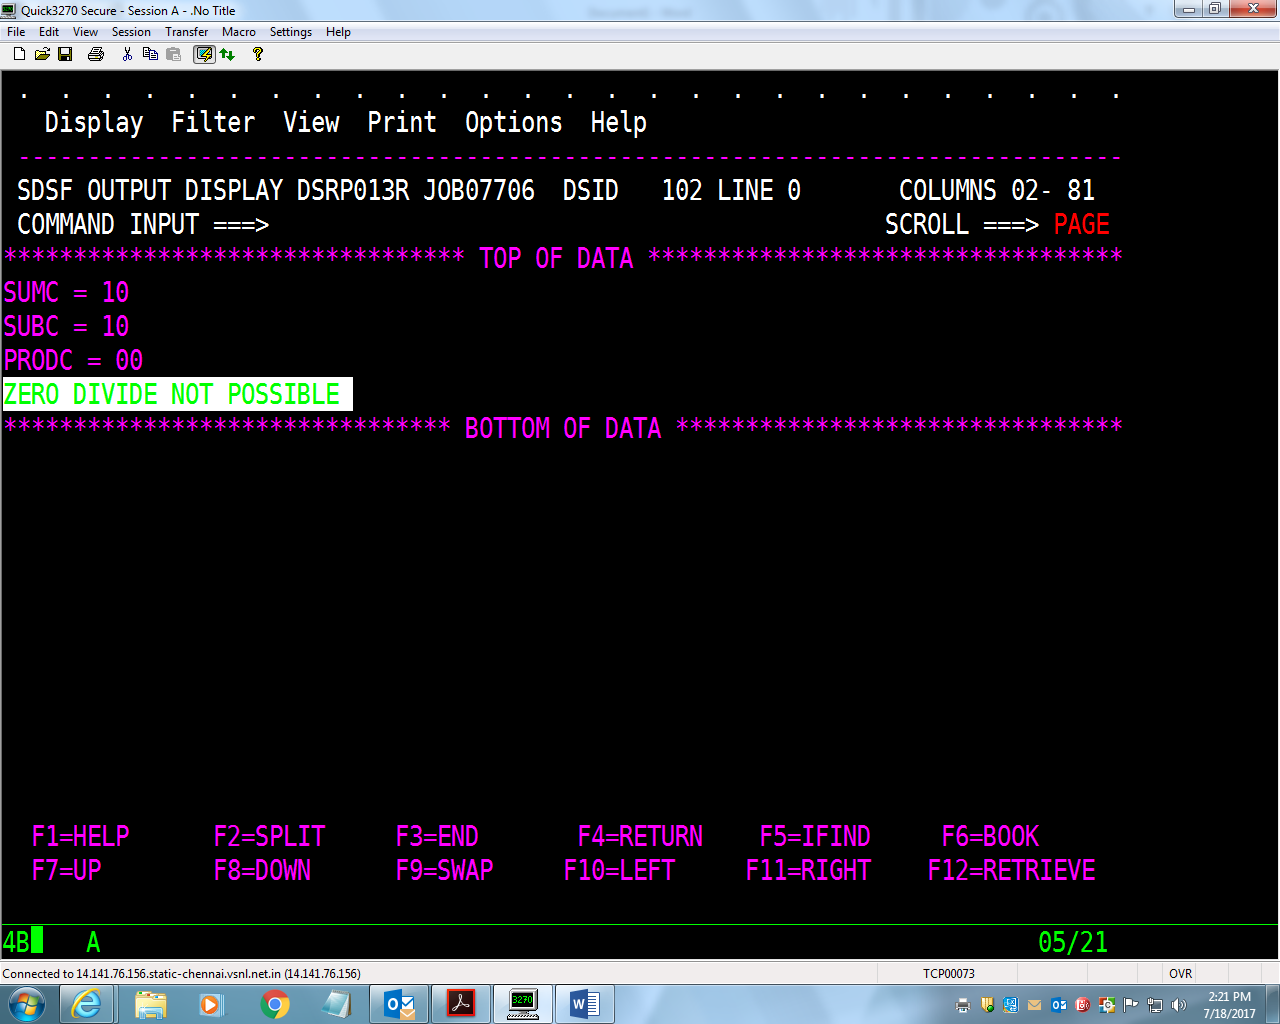 Quick3270 Secure - Session A - .No Title
File Edit View Session Transfer Macro Settings Help
. . . . . . . . . . . . . . . . . . . . . . . . . . .
Display Filter View Print Options Help
-------------------------------------------------------------------------------
SDSF OUTPUT DISPLAY DSRP013R JOB07706 DSID 102 LINE 0 COLUMNS 02- 81
COMMAND INPUT ===> SCROLL ===> PAGE
********************************* TOP OF DATA **********************************
SUMC = 10
SUBC = 10
PRODC = 00
ZERO DIVIDE NOT POSSIBLE
******************************** BOTTOM OF DATA ********************************
F1=HELP F2=SPLIT F3=END F4=RETURN F5=IFIND F6=BOOK
F7=UP F8=DOWN F9=SWAP F10=LEFT F11=RIGHT F12=RETRIEVE
4B A 05/21
Connected to 14.141.76.156.static-chennai.vsnl.net.in (14.141.76.156) TCP00073 OVR
3270
2:21 PM
7/18/2017